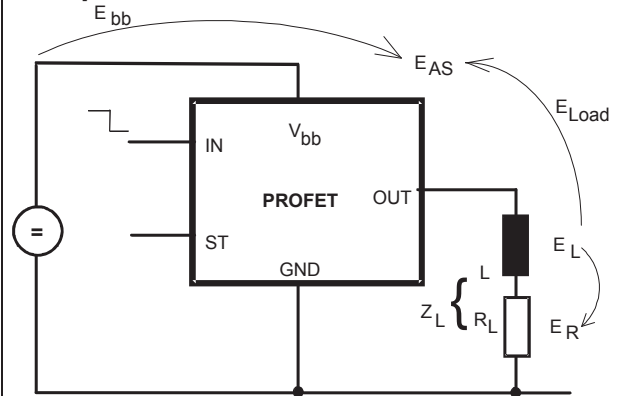 E bb
E AS
E Load
V bb
IN
PROFET
OUT
=
ST
GND
L
E L
Z L { R L
E R